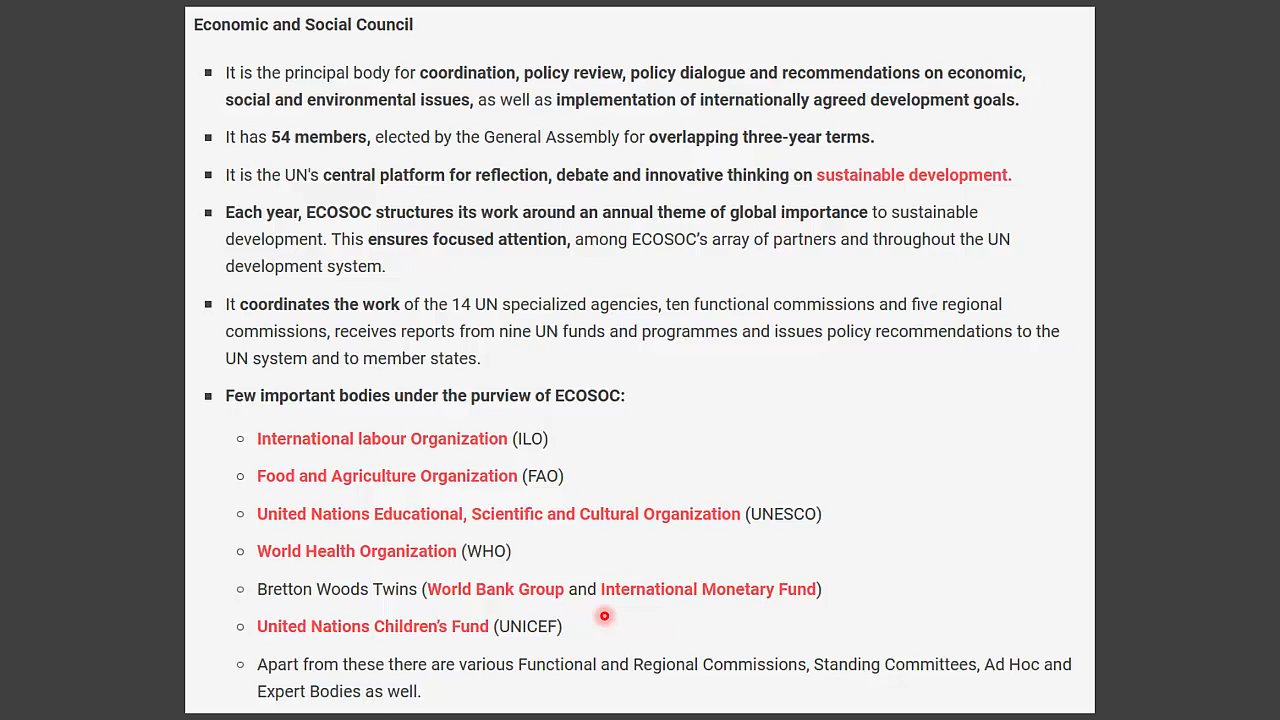 Economic and Social Council
It is the principal body for coordination, policy review, policy dialogue and recommendations on economic,
social and environmental issues, as well as implementation of internationally agreed development goals.
It has 54 members, elected by the General Assembly for overlapping three-year terms.
It is the UN's central platform for reflection, debate and innovative thinking on sustainable development.
Each year, ECOSOC structures its work around an annual theme of global importance to sustainable
development. This ensures focused attention, among ECOSOC’s array of partners and throughout the UN
development system.
It coordinates the work of the 14 UN specialized agencies, ten functional commissions and five regional
commissions, receives reports from nine UN funds and programmes and issues policy recommendations to the
UN system and to member states.
Few important bodies under the purview of ECOSOC:
International labour Organization (ILO)
Food and Agriculture Organization (FAO)
United Nations Educational, Scientific and Cultural Organization (UNESCO)
World Health Organization (WHO)
Bretton Woods Twins (World Bank Group and International Monetary Fund)
United Nations Children’s Fund (UNICEF)
Apart from these there are various Functional and Regional Commissions, Standing Committees, Ad Hoc and
Expert Bodies as well.